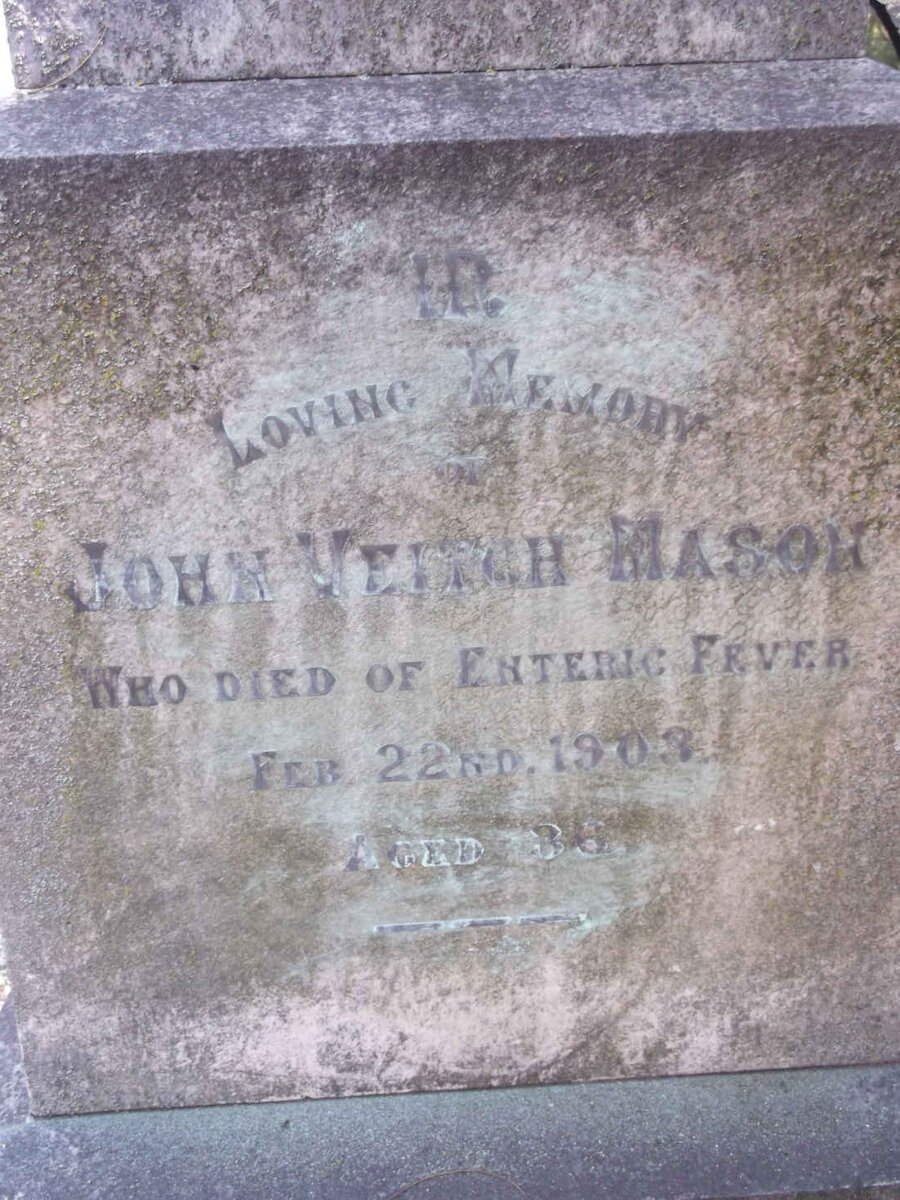 IN
LOVING MEMORY
OF
JOHN VEITCH MASON
WHO DIED OF ENTERIC FEVER
FEB 22ND. 1903.
AGED 36